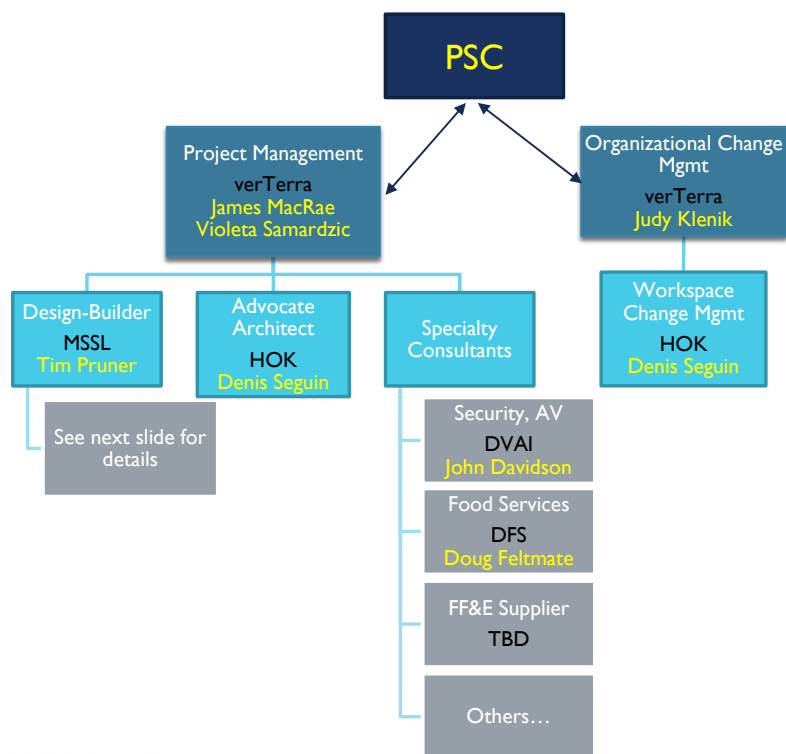 PSC
Project Management
verTerra
James MacRae
Violeta Samardzic
Organizational Change
Mgmt
verTerra
Judy Klenik
Design-Builder
MSSL
Tim Pruner
Advocate
Architect
HOK
Denis Seguin
Specialty
Consultants
Workspace
Change Mgmt
HOK
Denis Seguin
See next slide for
details
Security, AV
DVAI
John Davidson
Food Services
DFS
Doug Feltmate
FF&E Supplier
TBD
Others…